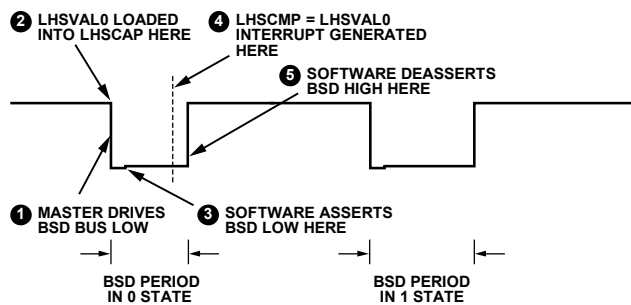 2 LHSVAL0 LOADED
INTO LHSCAP HERE
4 LHSCMP = LHSVAL0
INTERRUPT GENERATED
HERE
5 SOFTWARE DEASSERTS
BSD HIGH HERE
1 MASTER DRIVES
BSD BUS LOW
3 SOFTWARE ASSERTS
BSD LOW HERE
BSD PERIOD
IN 0 STATE
BSD PERIOD
IN 1 STATE